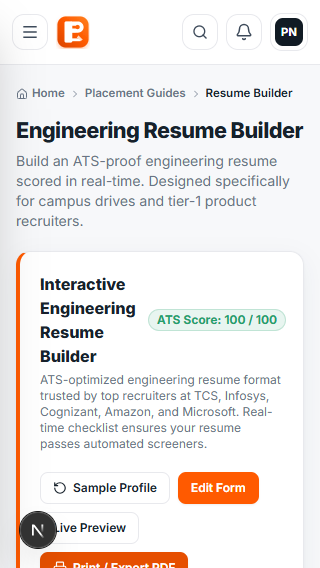 PN
Home > Placement Guides > Resume Builder
Engineering Resume Builder
Build an ATS-proof engineering resume
scored in real-time. Designed specifically
for campus drives and tier-1 product
recruiters.
Interactive
Engineering
Resume
Builder
ATS Score: 100 / 100
ATS-optimized engineering resume format
trusted by top recruiters at TCS, Infosys,
Cognizant, Amazon, and Microsoft. Real-
time checklist ensures your resume
passes automated screeners.
Sample Profile
Edit Form
N
Live Preview
Print / Export PDF